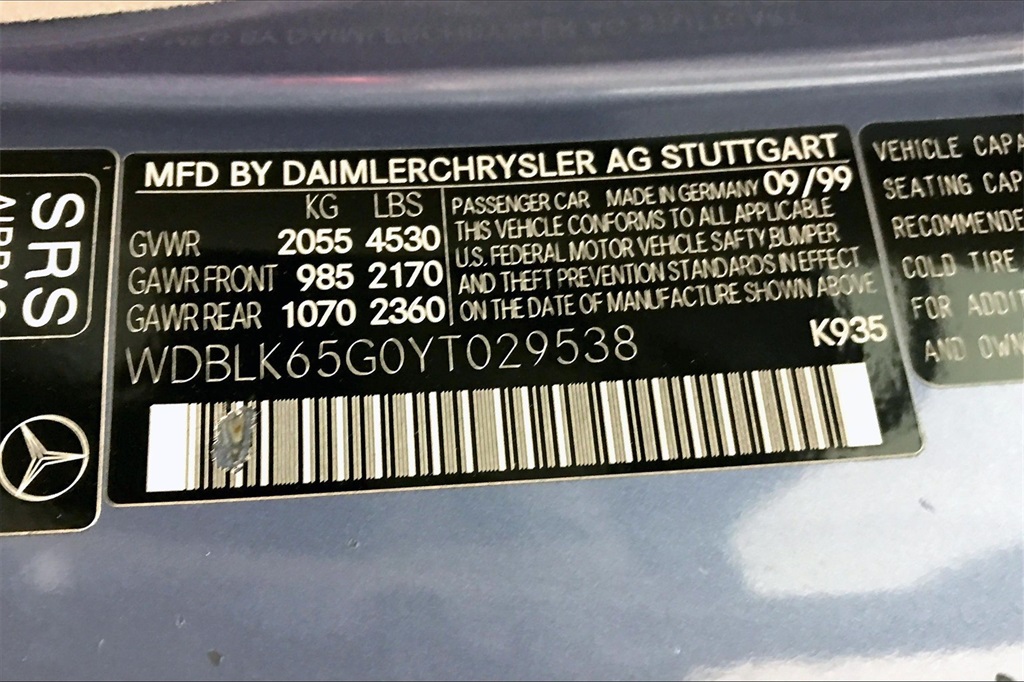 MFD BY DAIMLERCHRYSLER AG STUTTGART
KG LBS
GVWR 2055 4530
GAWR FRONT 985 2170
GAWR REAR 1070 2360
PASSENGER CAR MADE IN GERMANY 09/99
THIS VEHICLE CONFORMS TO ALL APPLICABLE
U.S. FEDERAL MOTOR VEHICLE SAFTY BUMPER
AND THEFT PREVENTION STANDARDS IN EFFECT
ON THE DATE OF MANUFACTURE SHOWN ABOVE
WDBLK65G0YT029538
K935
SRS
VEHICLE CAPA
SEATING CAP
RECOMMENDE
COLD TIRE
FOR ADDIT
AND OWN